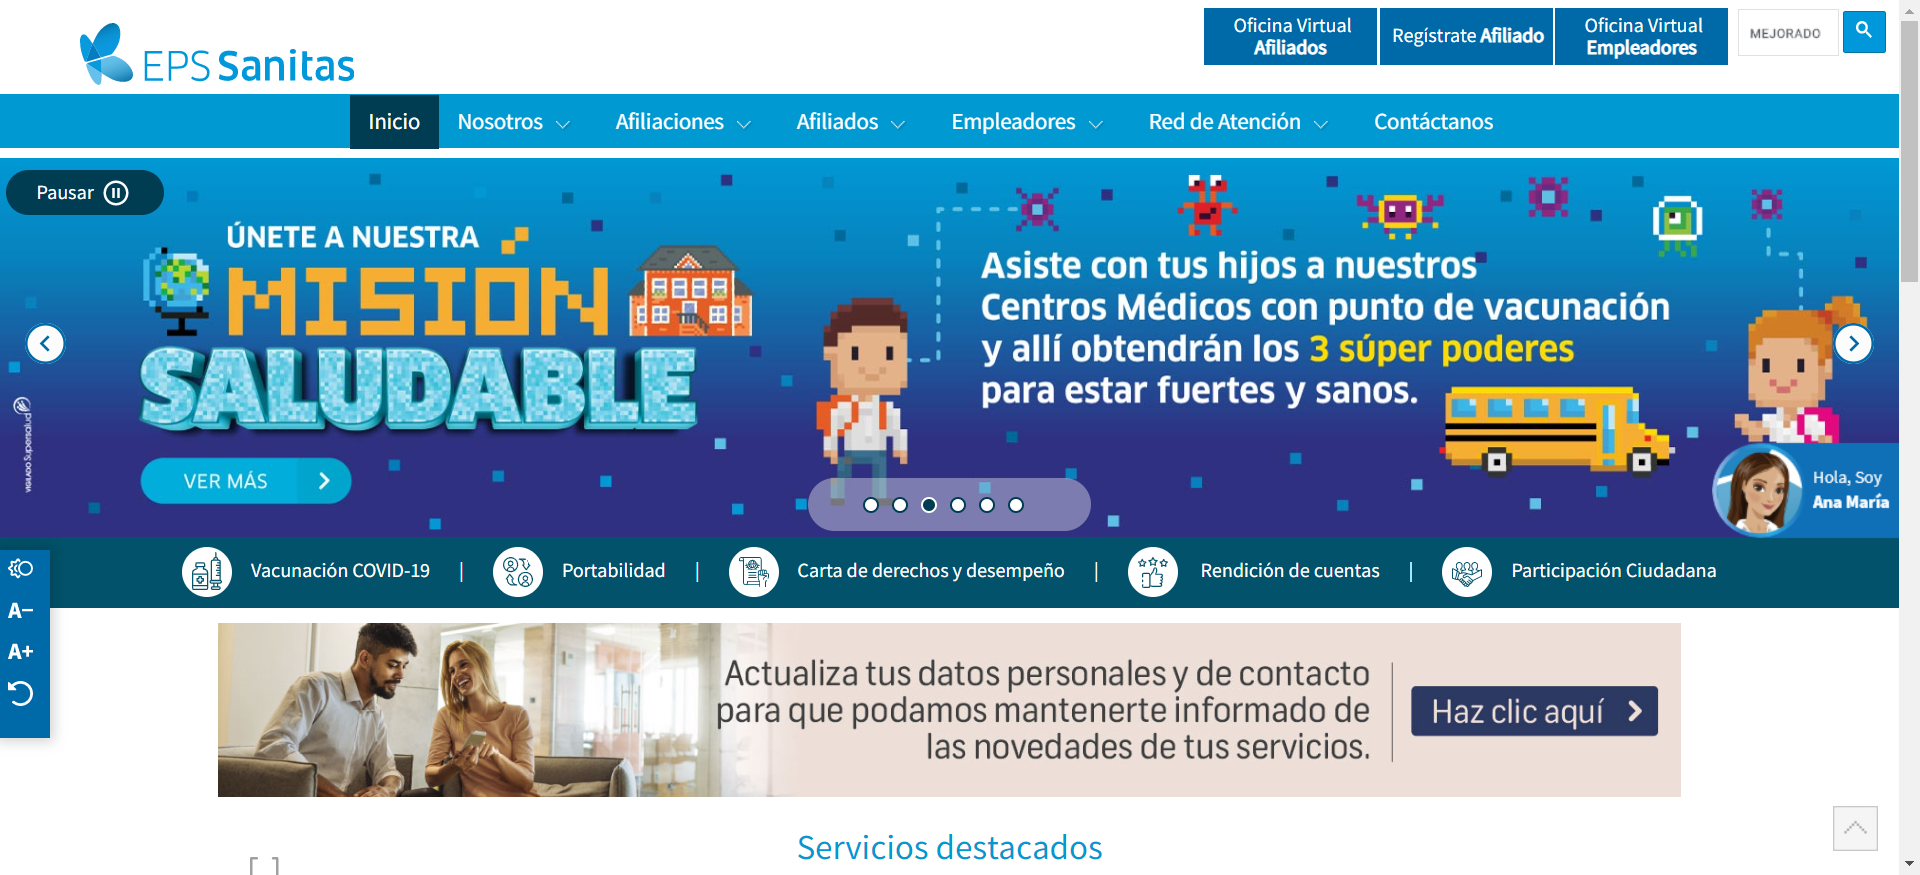 EPS Sanitas
Oficina Virtual
Afiliados
Regístrate Afiliado
Oficina Virtual
Empleadores
MEJORADO
Inicio
Nosotros
Afiliaciones
Afiliados
Empleadores
Red de Atención
Contáctanos
Pausar
ÚNETE A NUESTRA
MISIÓN
SALUDABLE
VER MÁS
Asiste con tus hijos a nuestros
Centros Médicos con punto de vacunación
y allí obtendrán los 3 súper poderes
para estar fuertes y sanos.
VIGILADO Supersalud
Hola, Soy
Ana María
Vacunación COVID-19 |
Portabilidad |
Carta de derechos y desempeño |
Rendición de cuentas |
Participación Ciudadana
A-
A+
Actualiza tus datos personales y de contacto
para que podamos mantenerte informado de
las novedades de tus servicios.
Haz clic aquí
Servicios destacados